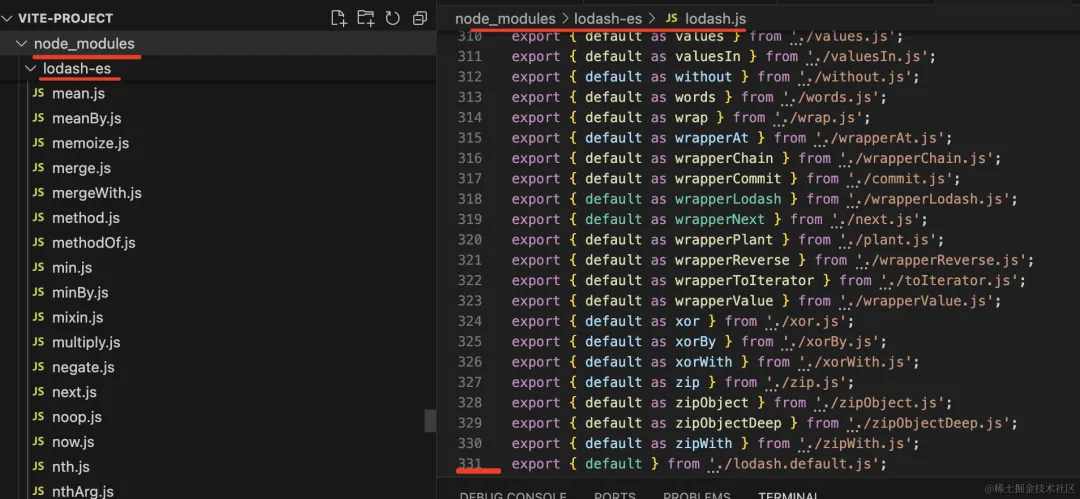 VITE-PROJECT
node_modules
lodash-es
JS mean.js
JS meanBy.js
JS memoize.js
JS merge.js
JS mergeWith.js
JS method.js
JS methodOf.js
JS min.js
JS minBy.js
JS mixin.js
JS multiply.js
JS negate.js
JS next.js
JS noop.js
JS now.js
JS nth.js
JS nthArg.js
node_modules > lodash-es > JS lodash.js
310 export { default as values } from './values.js';
311 export { default as valuesIn } from './valuesIn.js';
312 export { default as without } from './without.js';
313 export { default as words } from './words.js';
314 export { default as wrap } from './wrap.js';
315 export { default as wrapperAt } from './wrapperAt.js';
316 export { default as wrapperChain } from './wrapperChain.js';
317 export { default as wrapperCommit } from './commit.js';
318 export { default as wrapperLodash } from './wrapperLodash.js';
319 export { default as wrapperNext } from './next.js';
320 export { default as wrapperPlant } from './plant.js';
321 export { default as wrapperReverse } from './wrapperReverse.js';
322 export { default as wrapperToIterator } from './toIterator.js';
323 export { default as wrapperValue } from './wrapperValue.js';
324 export { default as xor } from './xor.js';
325 export { default as xorBy } from './xorBy.js';
326 export { default as xorWith } from './xorWith.js';
327 export { default as zip } from './zip.js';
328 export { default as zipObject } from './zipObject.js';
329 export { default as zipObjectDeep } from './zipObjectDeep.js';
330 export { default as zipWith } from './zipWith.js';
331 export { default } from './lodash.default.js';
DEBUG CONSOLE PORTS PROBLEMS TERMINAL
@稀土掘金技术社区